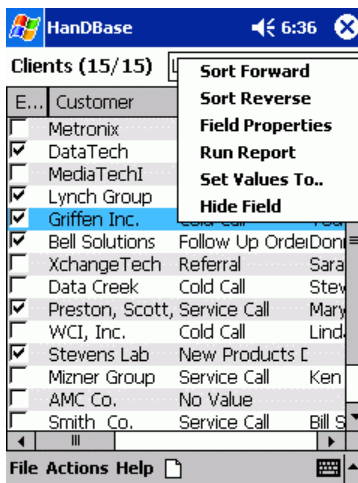 HanDBase 6:36
Clients (15/15)
Sort Forward
Sort Reverse
Field Properties
Run Report
Set Values To..
Hide Field
E... Customer
Metronix
DataTech
MediaTechI
Lynch Group
Griffen Inc. Cold Call
Bell Solutions Follow Up Order Don
XchangeTech Referral Sara
Data Creek Cold Call Stev
Preston, Scott, Service Call Mary
WCI, Inc. Cold Call Lind
Stevens Lab New Products D
Mizner Group Service Call Ken
AMC Co. No Value
Smith Co. Service Call Bill S
File Actions Help